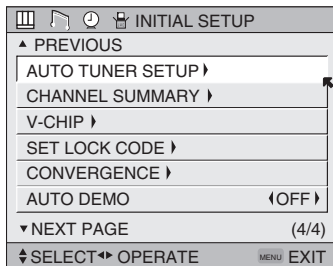 INITIAL SETUP
▲ PREVIOUS
AUTO TUNER SETUP
CHANNEL SUMMARY
V-CHIP
SET LOCK CODE
CONVERGENCE
AUTO DEMO OFF
▼ NEXT PAGE (4/4)
SELECT OPERATE MENU EXIT